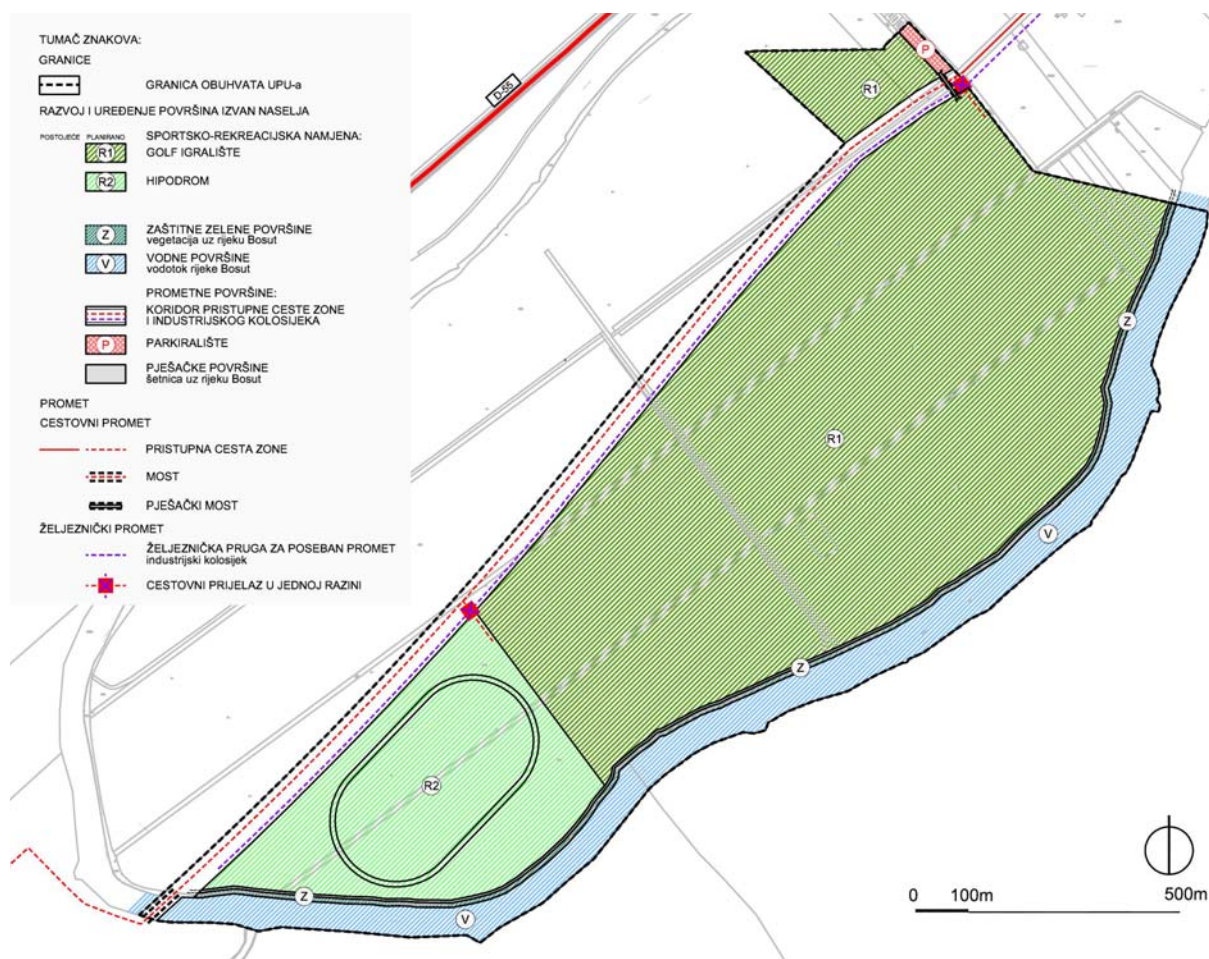 TUMAČ ZNAKOVA:
GRANICE
GRANICA OBUHVATA UPU-a
RAZVOJ I UREĐENJE POVRŠINA IZVAN NASELJA
POSTOJEĆE PLANIRANO SPORTSKO-REKREACIJSKA NAMJENA:
R1 GOLF IGRALIŠTE
R2 HIPODROM
Z ZAŠTITNE ZELENE POVRŠINE
vegetacija uz rijeku Bosut
V VODNE POVRŠINE
vodotok rijeke Bosut
PROMETNE POVRŠINE:
KORIDOR PRISTUPNE CESTE ZONE
I INDUSTRIJSKOG KOLOSIJEKA
P PARKIRALIŠTE
PJEŠAČKE POVRŠINE
šetnica uz rijeku Bosut
PROMET
CESTOVNI PROMET
PRISTUPNA CESTA ZONE
MOST
PJEŠAČKI MOST
ŽELJEZNIČKI PROMET
ŽELJEZNIČKA PRUGA ZA POSEBAN PROMET
industrijski kolosijek
CESTOVNI PRIJELAZ U JEDNOJ RAZINI
D-55
P
R1
Z
R1
V
Z
R2
Z
V
0 100m 500m